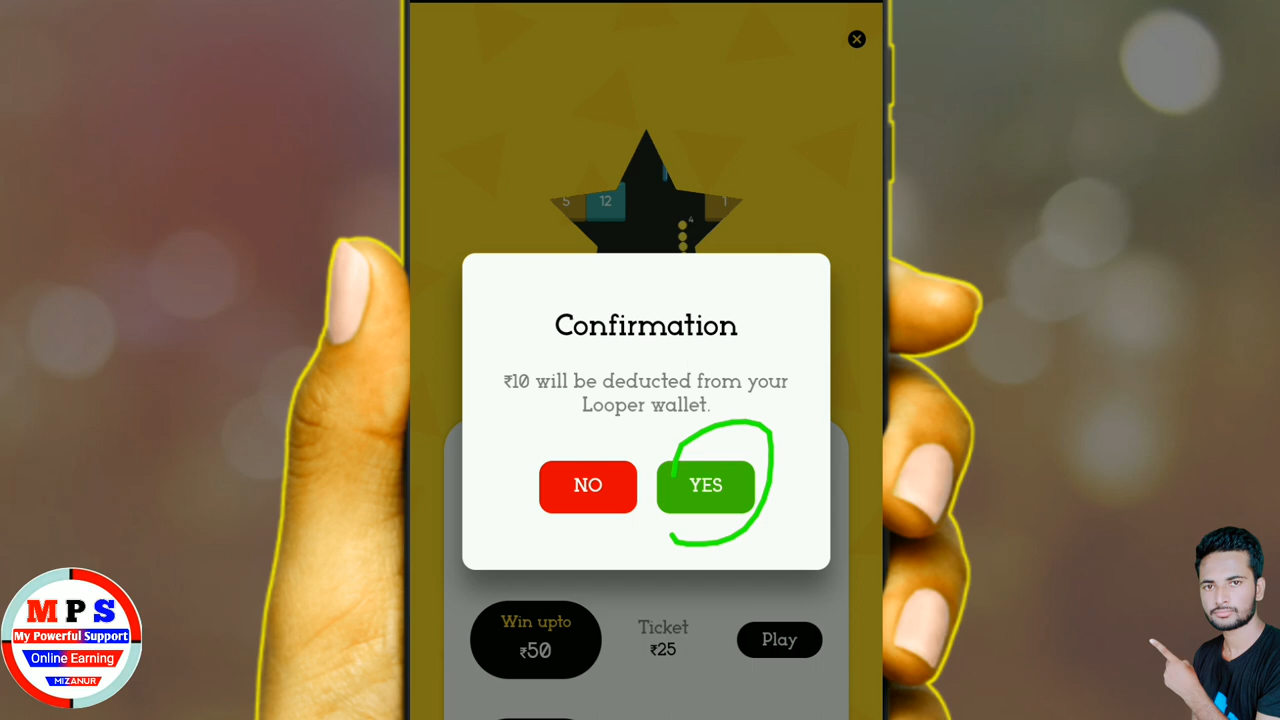 5 12 1
4
Confirmation
₹10 will be deducted from your
Looper wallet.
NO YES
Win upto
₹50
Ticket
₹25
Play
M P S
My Powerful Support
Online Earning
MIZANUR